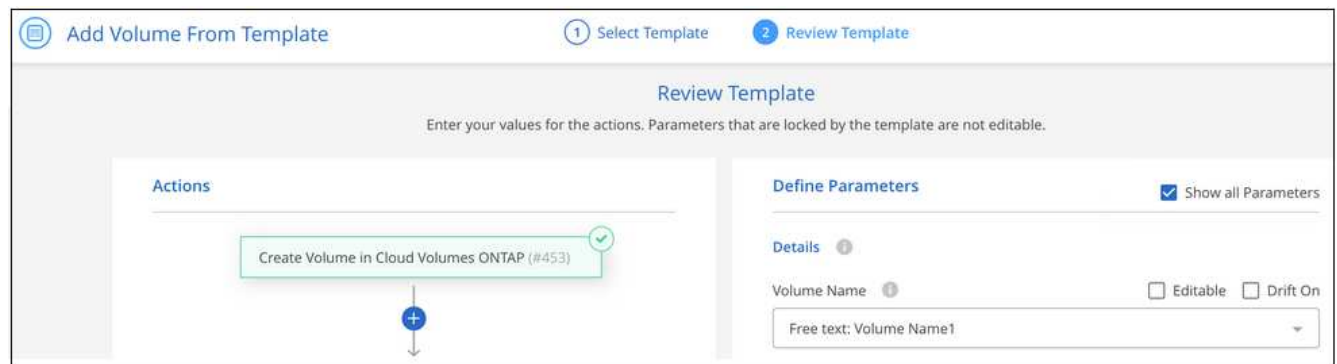 Add Volume From Template
1 Select Template
2 Review Template
Review Template
Enter your values for the actions. Parameters that are locked by the template are not editable.
Actions
Create Volume in Cloud Volumes ONTAP (#453)
Define Parameters
Show all Parameters
Details
Volume Name
Editable
Drift On
Free text: Volume Name1